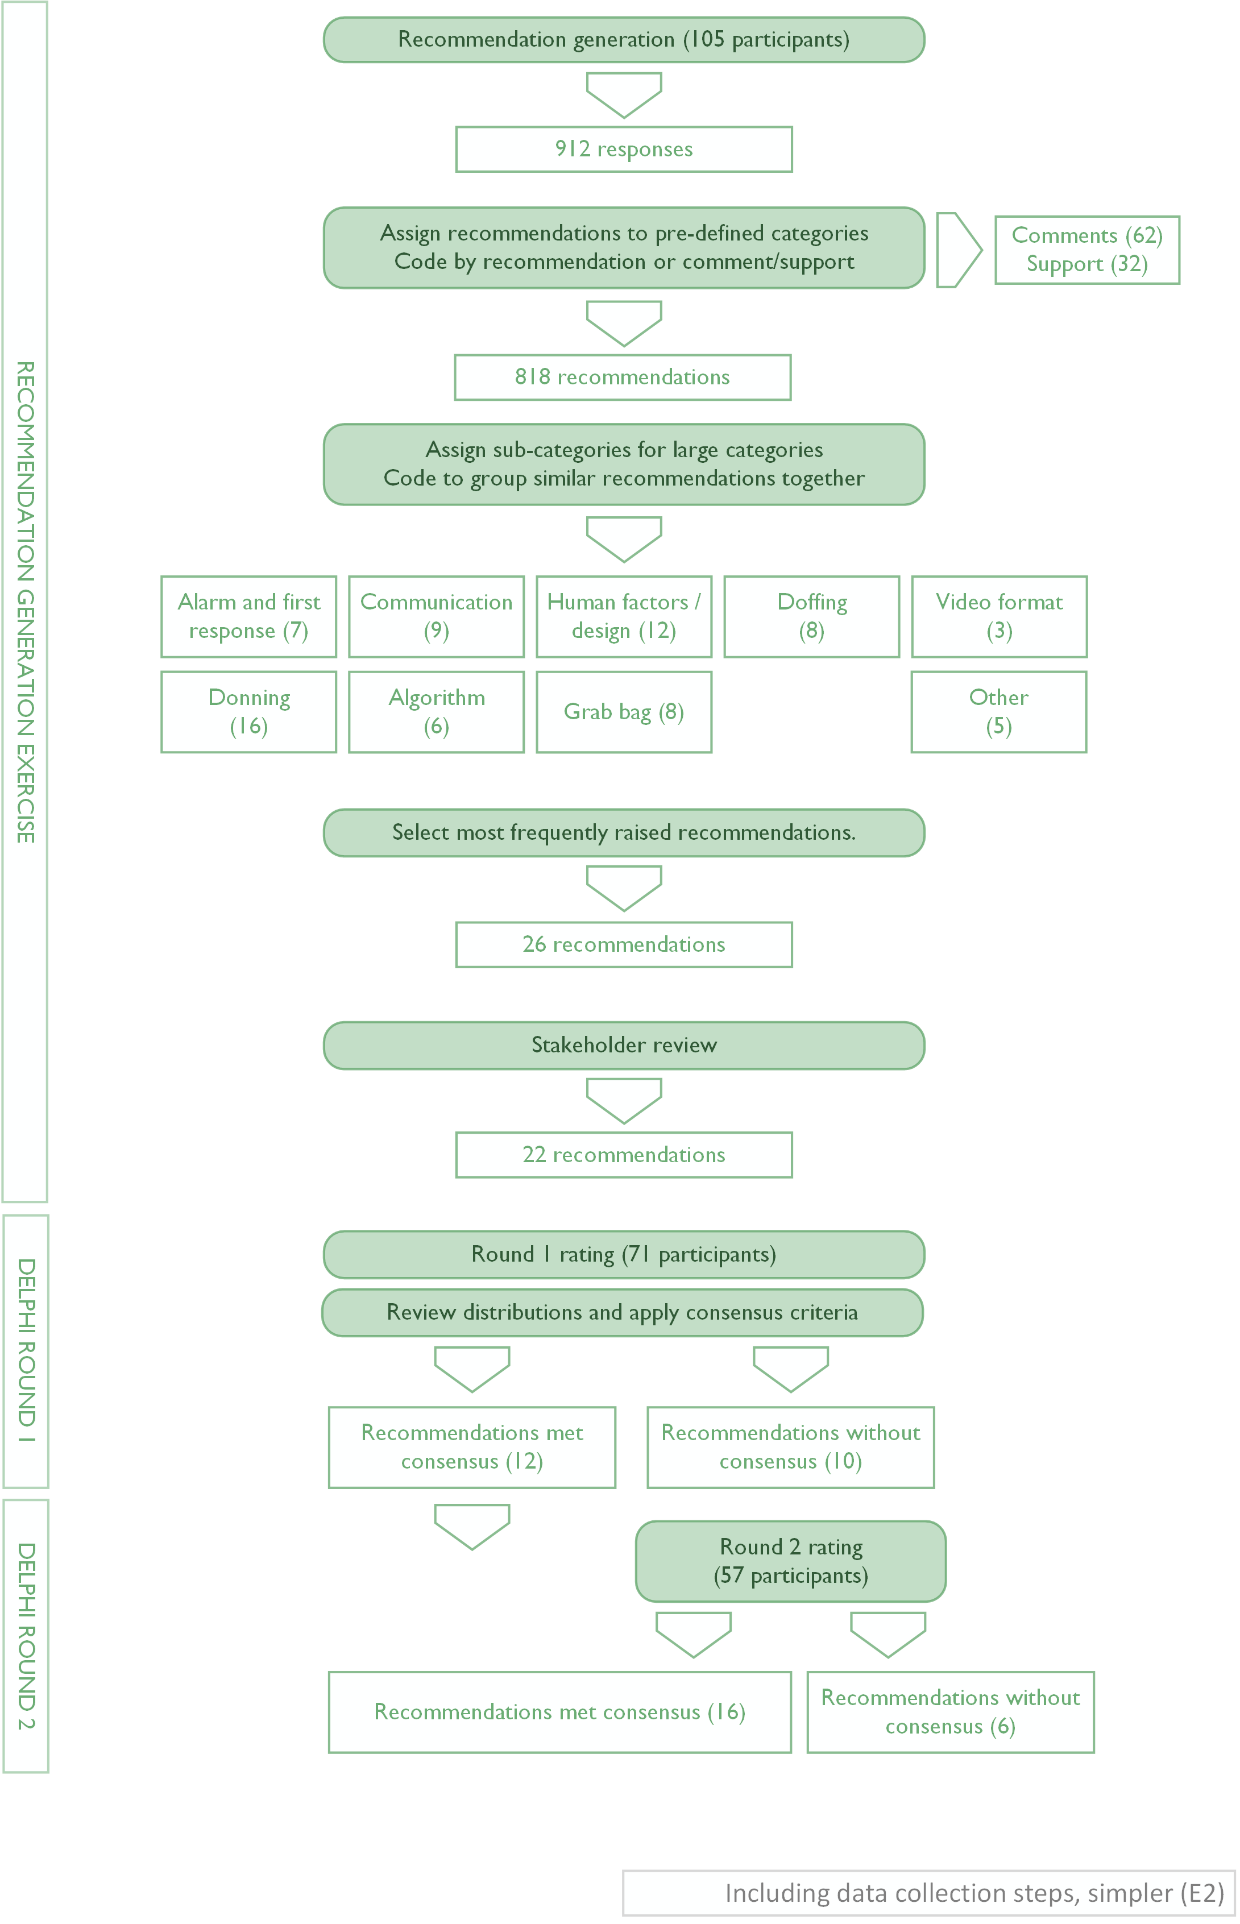 RECOMMENDATION GENERATION EXERCISE
Recommendation generation (105 participants)
912 responses
Assign recommendations to pre-defined categories
Code by recommendation or comment/support
Comments (62)
Support (32)
818 recommendations
Assign sub-categories for large categories
Code to group similar recommendations together
Alarm and first
response (7)
Communication
(9)
Human factors /
design (12)
Doffing
(8)
Video format
(3)
Donning
(16)
Algorithm
(6)
Grab bag (8)
Other
(5)
Select most frequently raised recommendations.
26 recommendations
Stakeholder review
22 recommendations
DELPHI ROUND 1
Round 1 rating (71 participants)
Review distributions and apply consensus criteria
Recommendations met
consensus (12)
Recommendations without
consensus (10)
DELPHI ROUND 2
Round 2 rating
(57 participants)
Recommendations met consensus (16)
Recommendations without
consensus (6)
Including data collection steps, simpler (E2)